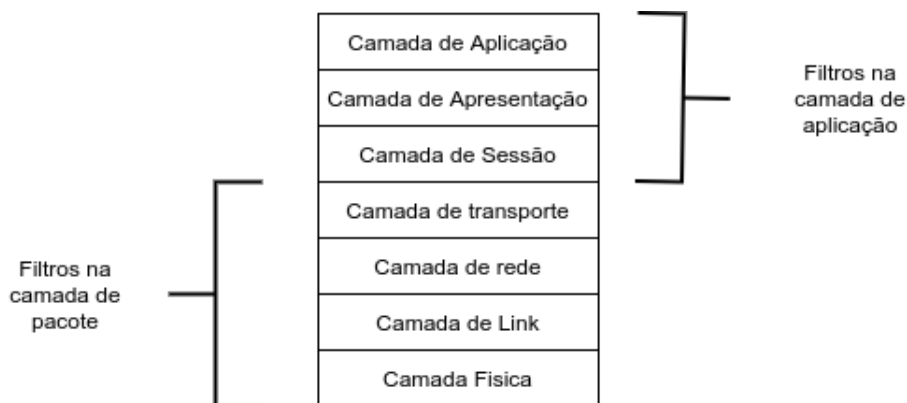 Camada de Aplicação
Camada de Apresentação
Camada de Sessão
Camada de transporte
Camada de rede
Camada de Link
Camada Fisica
Filtros na
camada de
aplicação
Filtros na
camada de
pacote